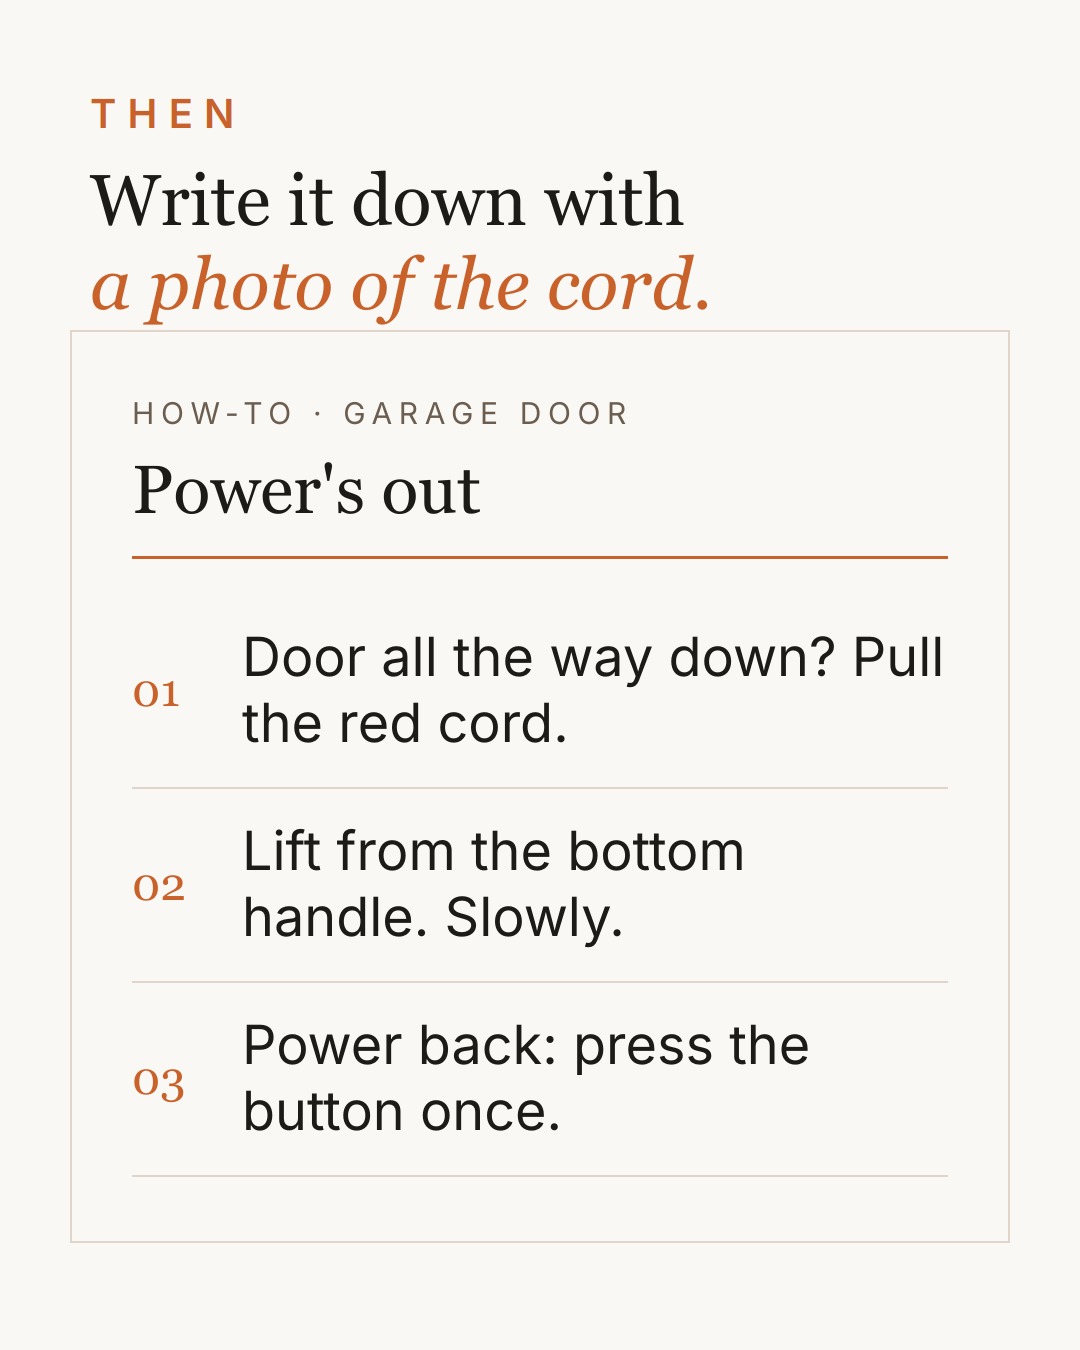 THEN
Write it down with
a photo of the cord.
HOW-TO · GARAGE DOOR
Power's out
01
Door all the way down? Pull
the red cord.
02
Lift from the bottom
handle. Slowly.
03
Power back: press the
button once.